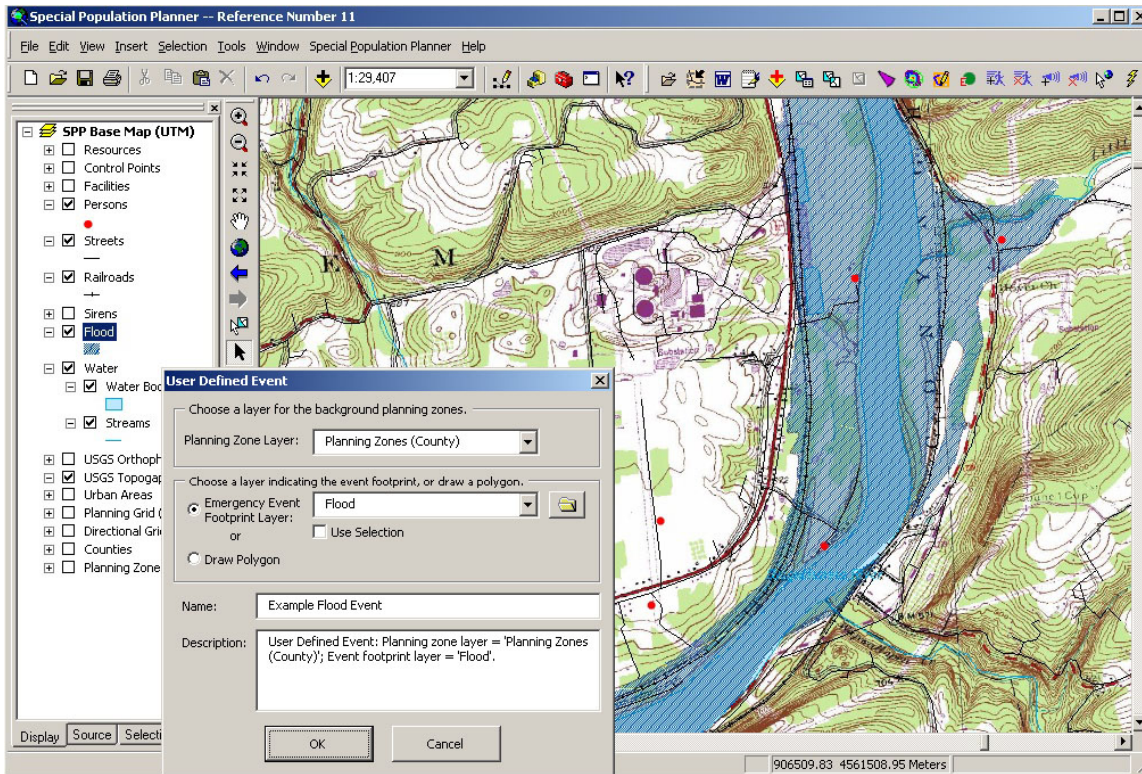 Special Population Planner -- Reference Number 11
File Edit View Insert Selection Tools Window Special Population Planner Help
1:29,407
SPP Base Map (UTM)
Resources
Control Points
Facilities
Persons
Streets
Railroads
Sirens
Flood
Water
Water Boo
Streams
USGS Orthoph
USGS Topogap
Urban Areas
Planning Grid (
Directional Grid
Counties
Planning Zone
Display Source Selecti
User Defined Event
Choose a layer for the background planning zones.
Planning Zone Layer: Planning Zones (County)
Choose a layer indicating the event footprint, or draw a polygon.
Emergency Event Footprint Layer: Flood
or
Use Selection
Draw Polygon
Name: Example Flood Event
Description: User Defined Event: Planning zone layer = 'Planning Zones
(County)'; Event footprint layer = 'Flood'.
OK Cancel
E M
Substation
Substation
906509.83 4561508.95 Meters